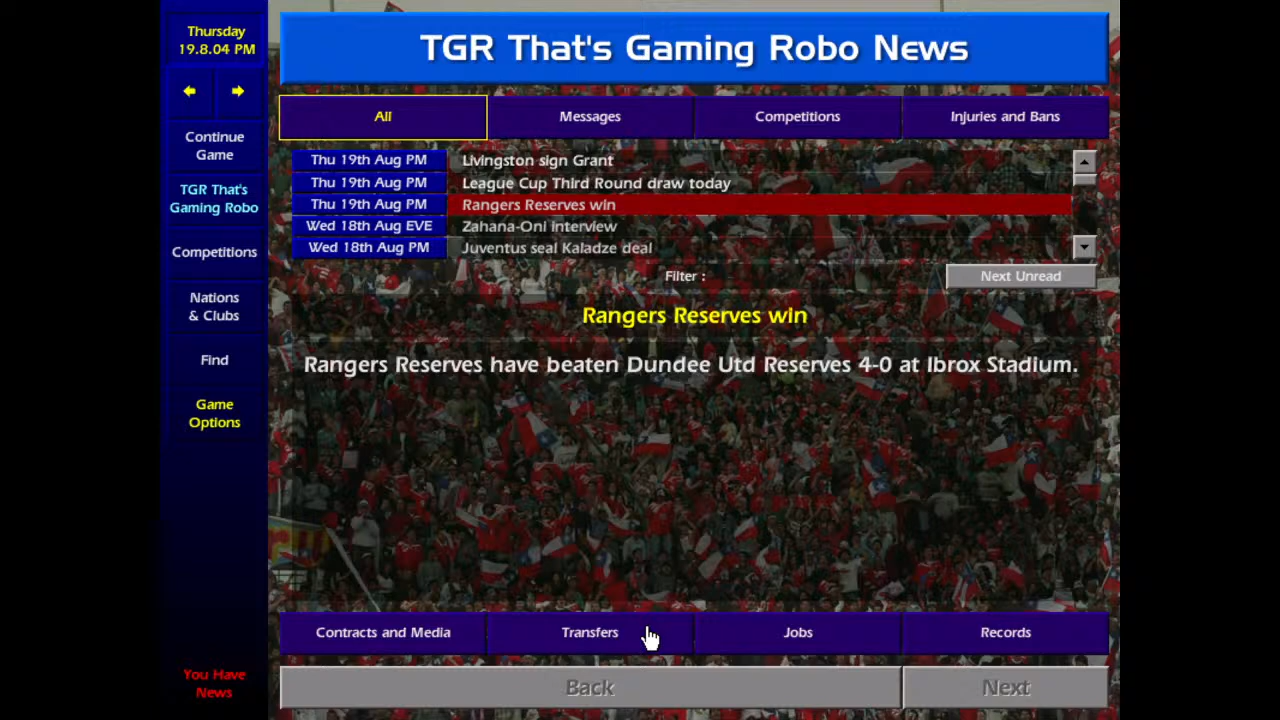 Thursday
19.8.04 PM
Continue
Game
TGR That's
Gaming Robo
Competitions
Nations
& Clubs
Find
Game
Options
You Have
News
TGR That's Gaming Robo News
All Messages Competitions Injuries and Bans
Thu 19th Aug PM Livingston sign Grant
Thu 19th Aug PM League Cup Third Round draw today
Thu 19th Aug PM Rangers Reserves win
Wed 18th Aug EVE Zahana-Oni interview
Wed 18th Aug PM Juventus seal Kaladze deal
Filter : Next Unread
Rangers Reserves win
Rangers Reserves have beaten Dundee Utd Reserves 4-0 at Ibrox Stadium.
Contracts and Media Transfers Jobs Records
Back Next